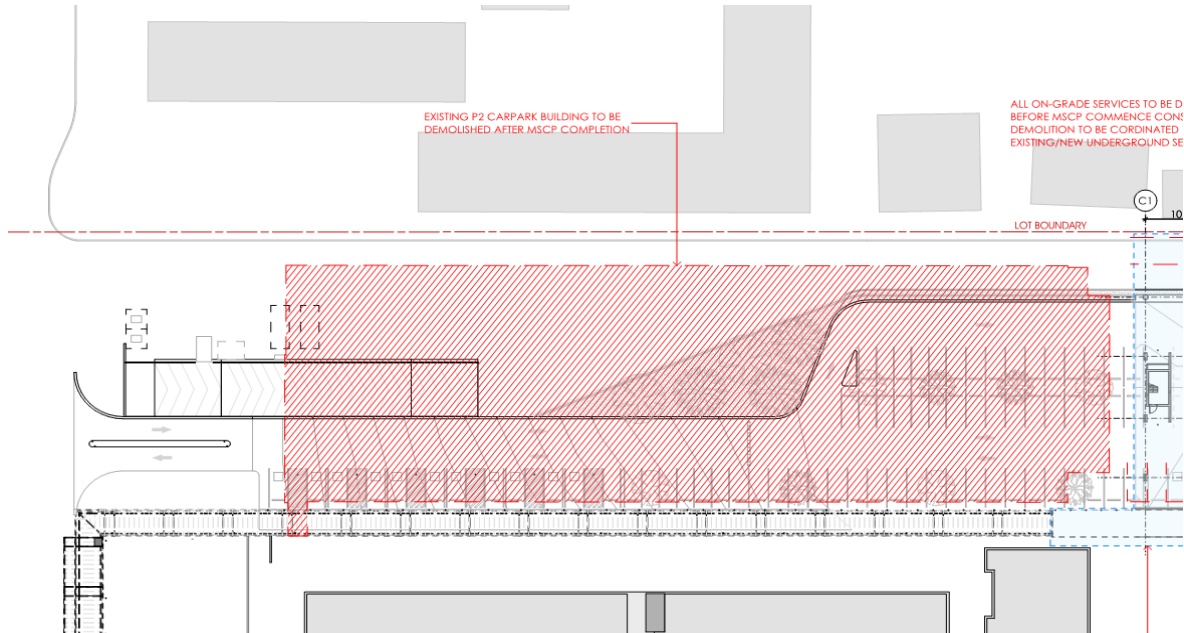 EXISTING P2 CARPARK BUILDING TO BE
DEMOLISHED AFTER MSCP COMPLETION
ALL ON-GRADE SERVICES TO BE D
BEFORE MSCP COMMENCE CONS
DEMOLITION TO BE CORDINATED
EXISTING/NEW UNDERGROUND SE
C1
10
LOT BOUNDARY